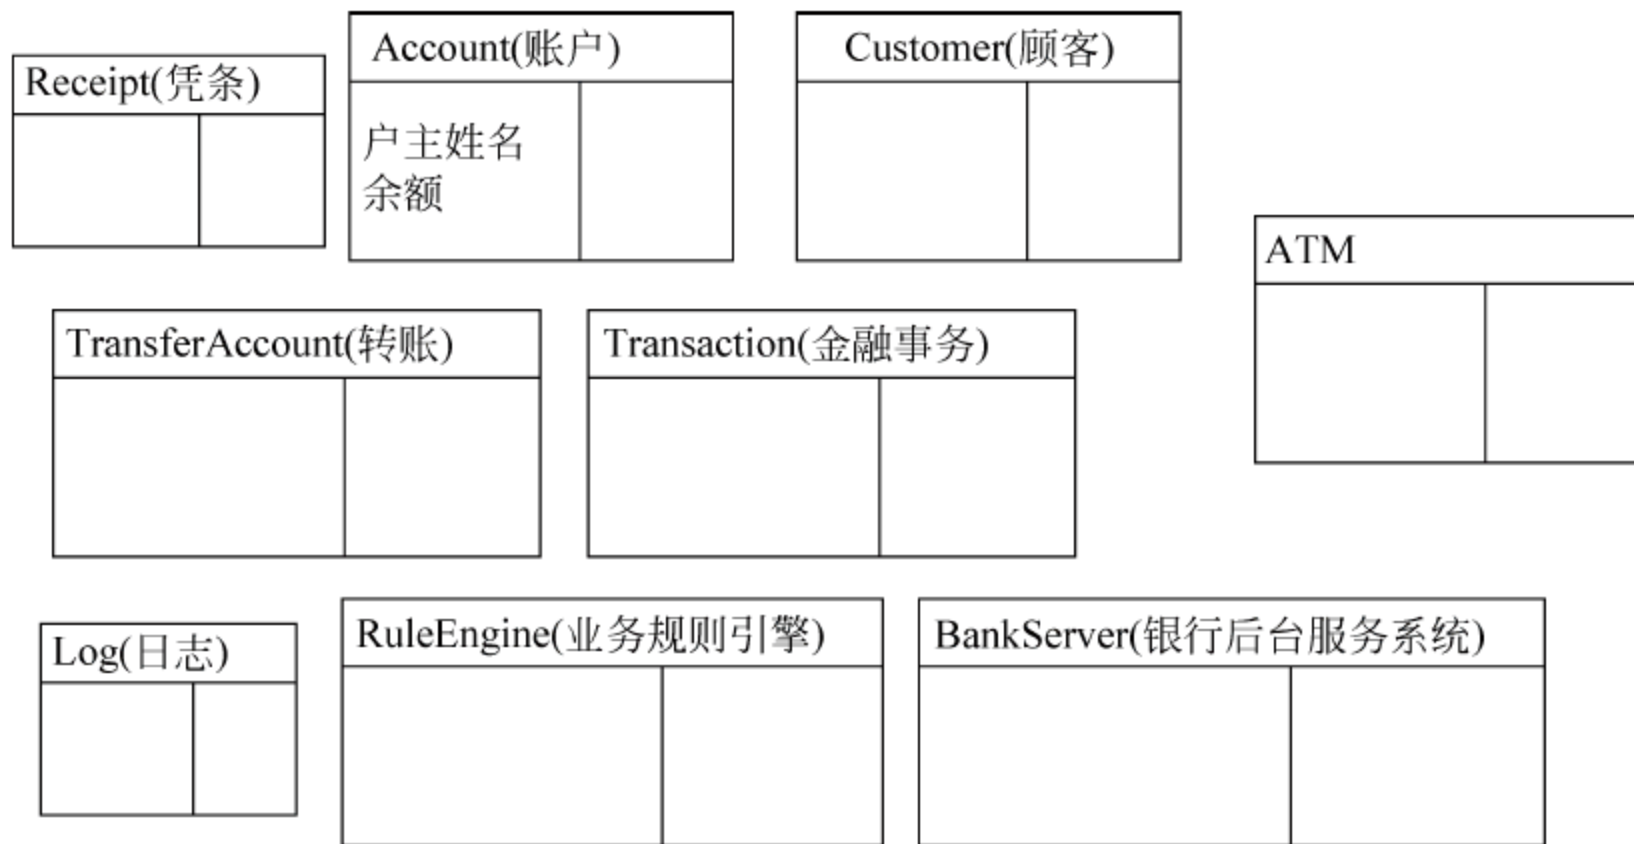 Receipt(凭条)
Account(账户)
户主姓名
余额
Customer(顾客)
ATM
TransferAccount(转账)
Transaction(金融事务)
Log(日志)
RuleEngine(业务规则引擎)
BankServer(银行后台服务系统)